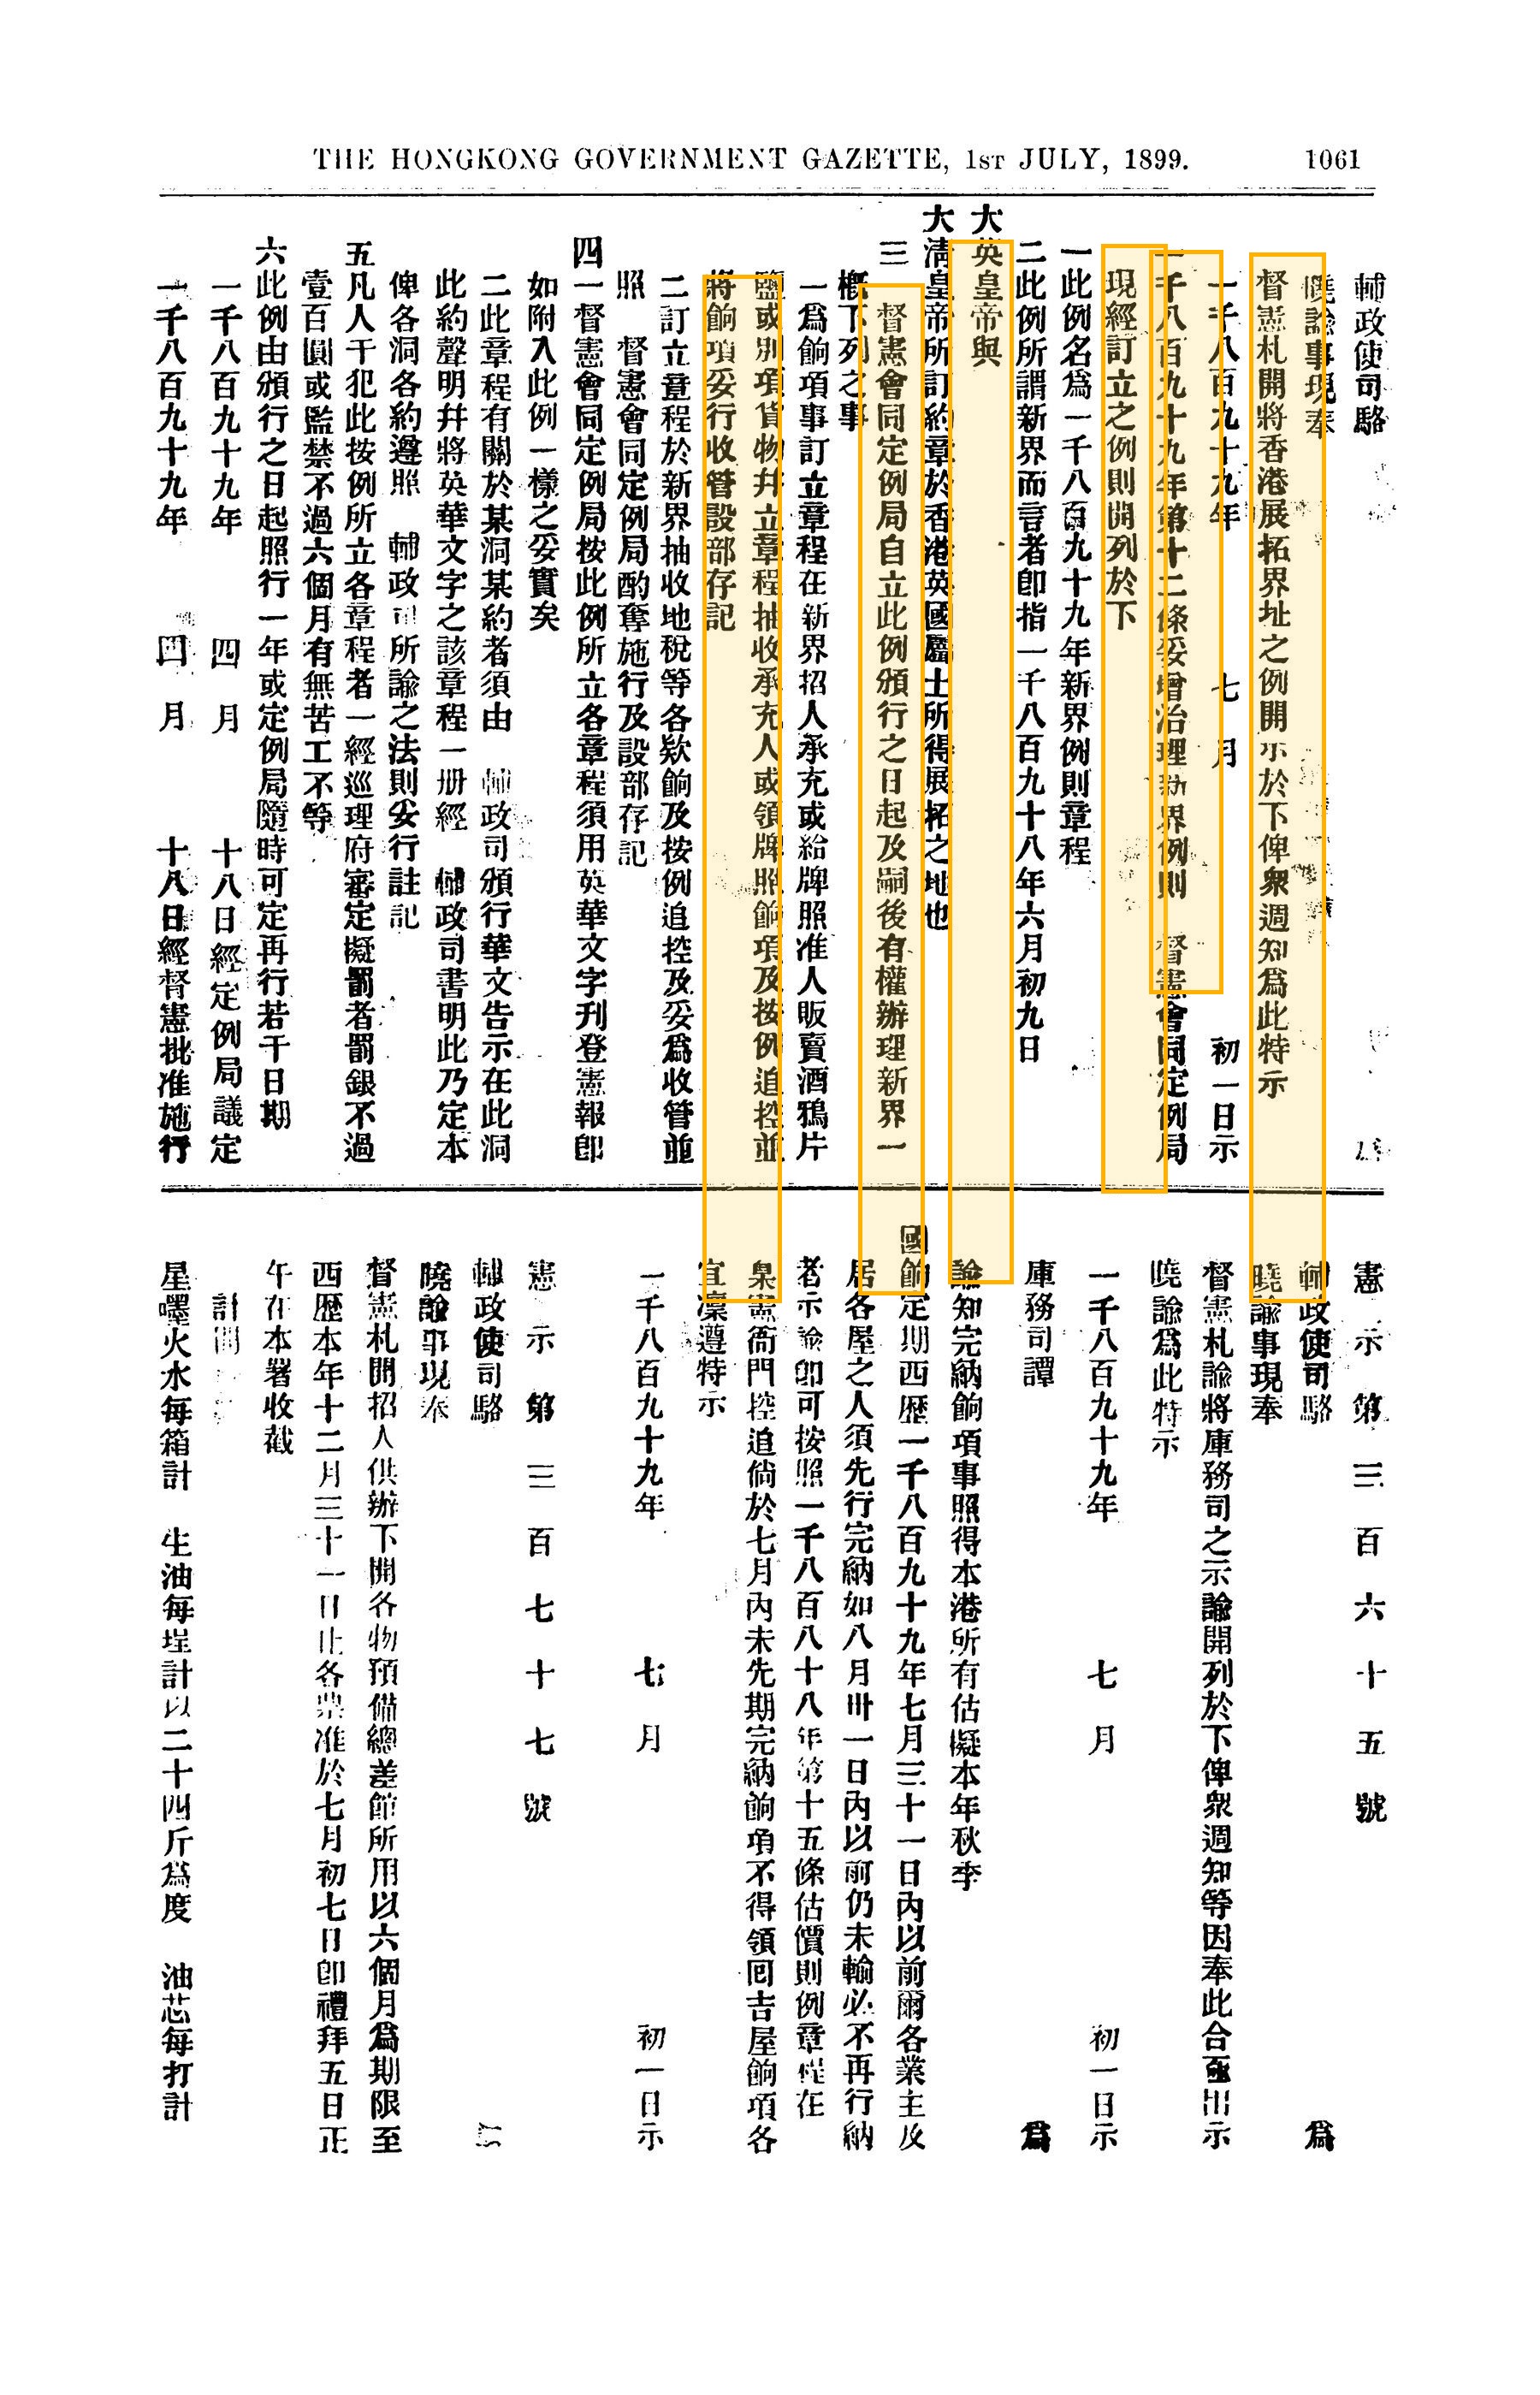 THE HONGKONG GOVERNMENT GAZETTE, 1ST JULY, 1899. 1061
輔政使司駱
曉諭事現奉
督憲札開將香港展拓界址之例開示於下俾衆週知爲此特示
一千八百九十九年 七月 初一日示
一千八百九十九年第十二條妥增治理新界例則 督憲會同定例局
現經訂立之例則開列於下
一此例名爲一千八百九十九年新界例則章程
二此例所謂新界而言者卽指一千八百九十八年六月初九日
大英皇帝與
大淸皇帝所訂約章於香港英國屬土所得展拓之地也
三 督憲會同定例局自立此例頒行之日起及嗣後有權辦理新界一
概下列之事
一爲餉項事訂立章程在新界招人承充或給牌照准人販賣酒鴉片
鹽或別項貨物幷立章程抽收承充人或領牌照餉項及按例追控並
將餉項妥行收管設部存記
二訂立章程於新界抽收地稅等各欵餉及按例追控及妥爲收管並
照 督憲會同定例局酌奪施行及設部存記
四一督憲會同定例局按此例所立各章程須用英華文字刊登憲報卽
如附入此例一樣之妥實矣
二此章程有關於某洞某約者須由 輔政司頒行華文告示在此洞
此約聲明幷將英華文字之該章程一册經 輔政司書明此乃定本
俾各洞各約遵照 輔政司所諭之法則妥行註記
五凡人干犯此按例所立各章程者一經巡理府審定擬罰者罰銀不過
壹百圓或監禁不過六個月有無苦工不等
六此例由頒行之日起照行一年或定例局隨時可定再行若干日期
一千八百九十九年 四月 十八日經定例局議定
一千八百九十九年 四月 十八日經督憲批准施行
憲示第三百六十五號
輔政使司駱 爲
曉諭事現奉
督憲札諭將庫務司之示諭開列於下俾衆週知等因奉此合亟出示
曉諭爲此特示
一千八百九十九年 七月 初一日示
庫務司譚 爲
諭知完納餉項事照得本港所有估擬本年秋季
國餉定期西歷一千八百九十九年七月三十一日內以前爾各業主及
居各屋之人須先行完納如八月卅一日內以前仍未輸必不再行納
者示諭卽可按照一千八百八十八年第十五條估價則例章程在
臬憲衙門控追倘於七月內未先期完納餉項不得領囘吉屋餉項各
宜凜遵特示
一千八百九十九年 七月 初一日示
憲示第三百七十七號
輔政使司駱
曉諭事現奉
督憲札開招人供辦下開各物預備總差館所用以六個月爲期限至
西歷本年十二月三十一日止各票准於七月初七日卽禮拜五日正
午在本署收截
計開
星嚜火水每箱計 生油每埕計以二十四斤爲度 油芯每打計